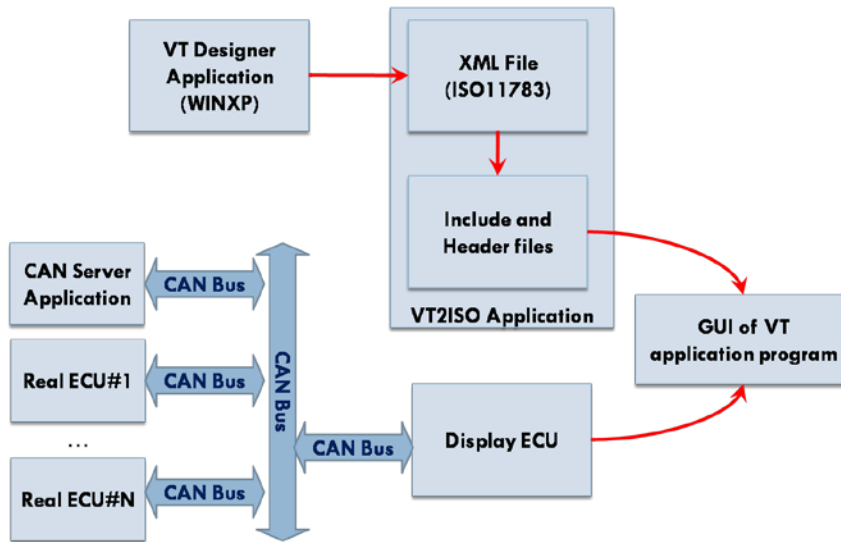 VT Designer
Application
(WINXP)
XML File
(ISO11783)
Include and
Header files
VT2ISO Application
CAN Server
Application
CAN Bus
Real ECU#1
CAN Bus
...
Real ECU#N
CAN Bus
CAN Bus
CAN Bus
Display ECU
GUI of VT
application program